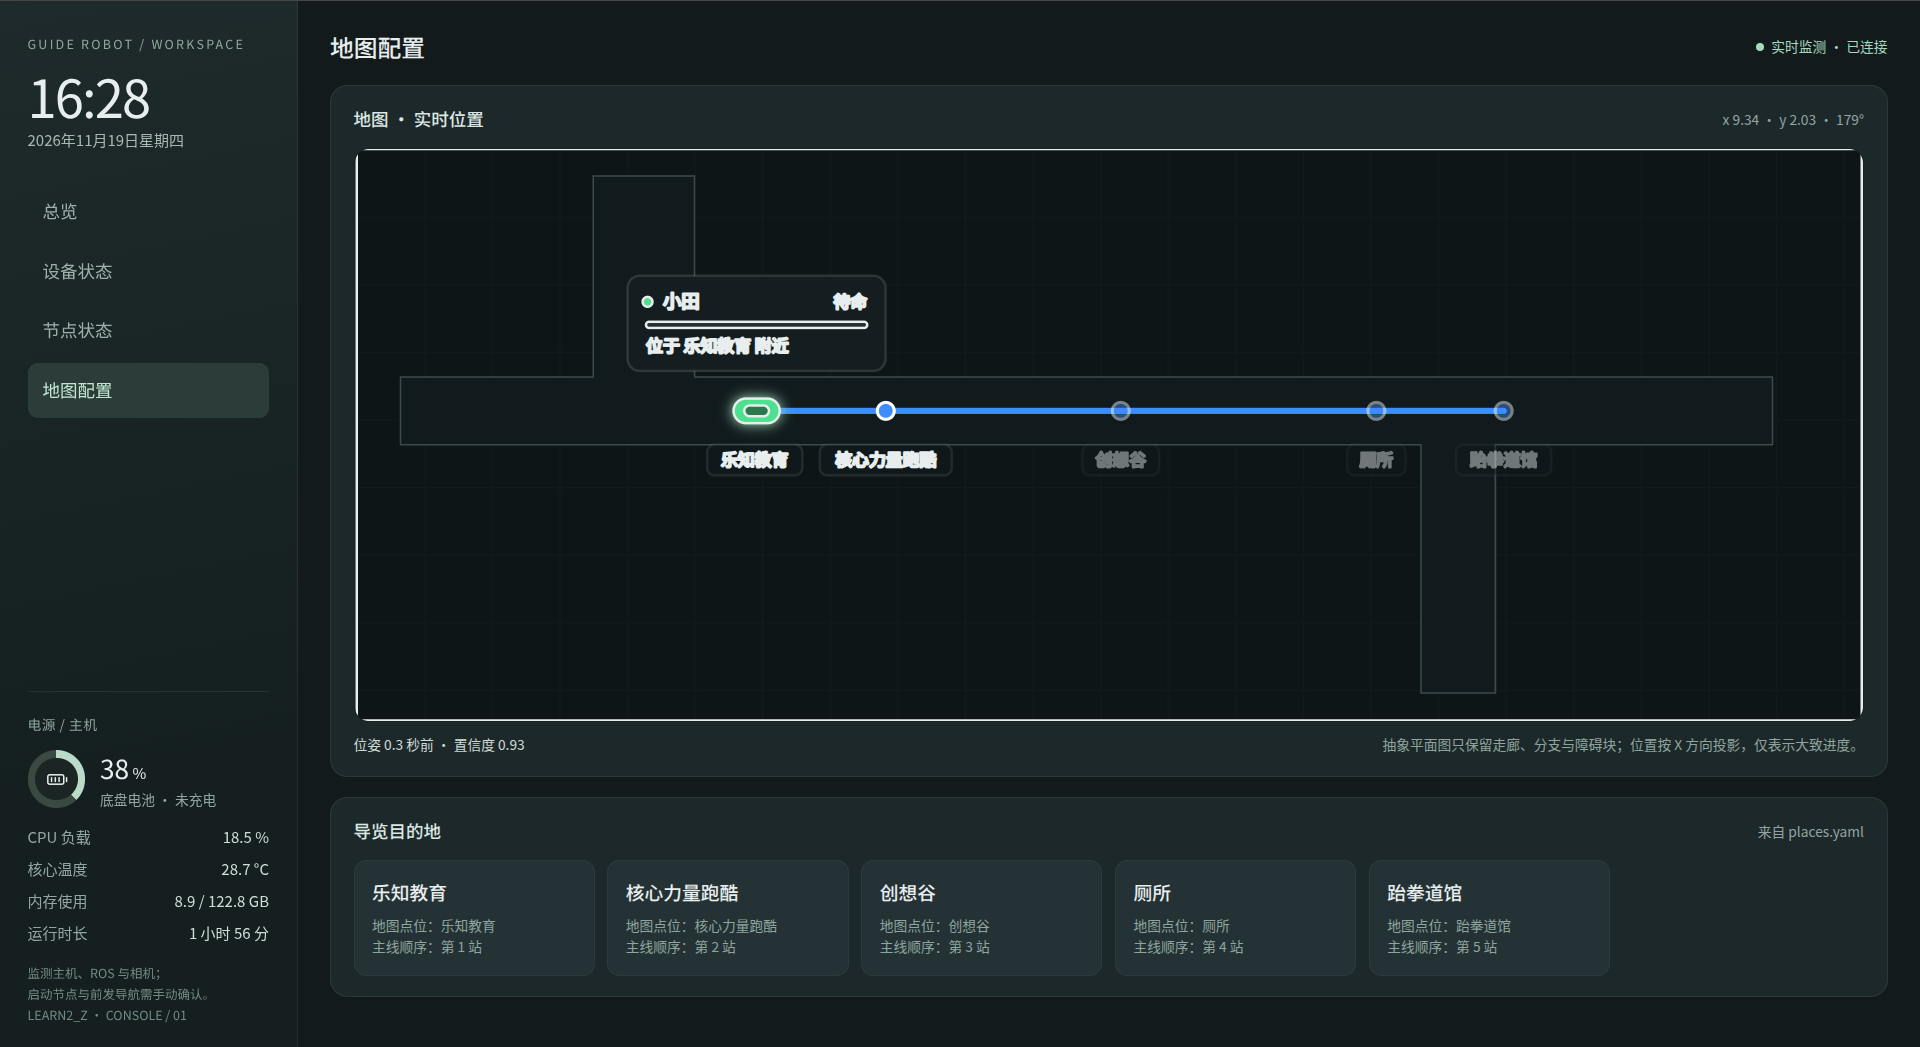 GUIDE ROBOT / WORKSPACE
16:28
2026年11月19日星期四
总览
设备状态
节点状态
地图配置
电源 / 主机
38 %
底盘电池 · 未充电
CPU 负载 18.5 %
核心温度 28.7 °C
内存使用 8.9 / 122.8 GB
运行时长 1 小时 56 分
监测主机、ROS 与相机；
启动节点与前发导航需手动确认。
LEARN2_Z · CONSOLE / 01
地图配置
实时监测 · 已连接
地图 · 实时位置
x 9.34 · y 2.03 · 179°
小田 待命
位于 乐知教育 附近
乐知教育 核心力量跑酷 创想谷 厕所 跆拳道馆
位姿 0.3 秒前 · 置信度 0.93
抽象平面图只保留走廊、分支与障碍块；位置按 X 方向投影，仅表示大致进度。
导览目的地
来自 places.yaml
乐知教育
地图点位：乐知教育
主线顺序：第 1 站
核心力量跑酷
地图点位：核心力量跑酷
主线顺序：第 2 站
创想谷
地图点位：创想谷
主线顺序：第 3 站
厕所
地图点位：厕所
主线顺序：第 4 站
跆拳道馆
地图点位：跆拳道馆
主线顺序：第 5 站